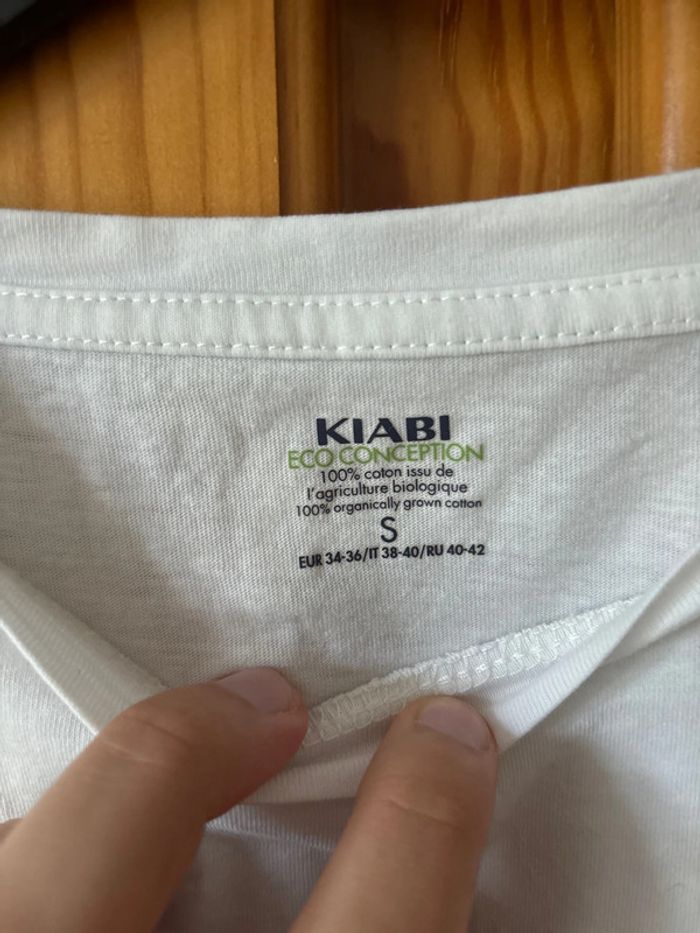 KIABI
ECO CONCEPTION
100% coton issu de
l'agriculture biologique
100% organically grown cotton
S
EUR 34-36/IT 38-40/RU 40-42